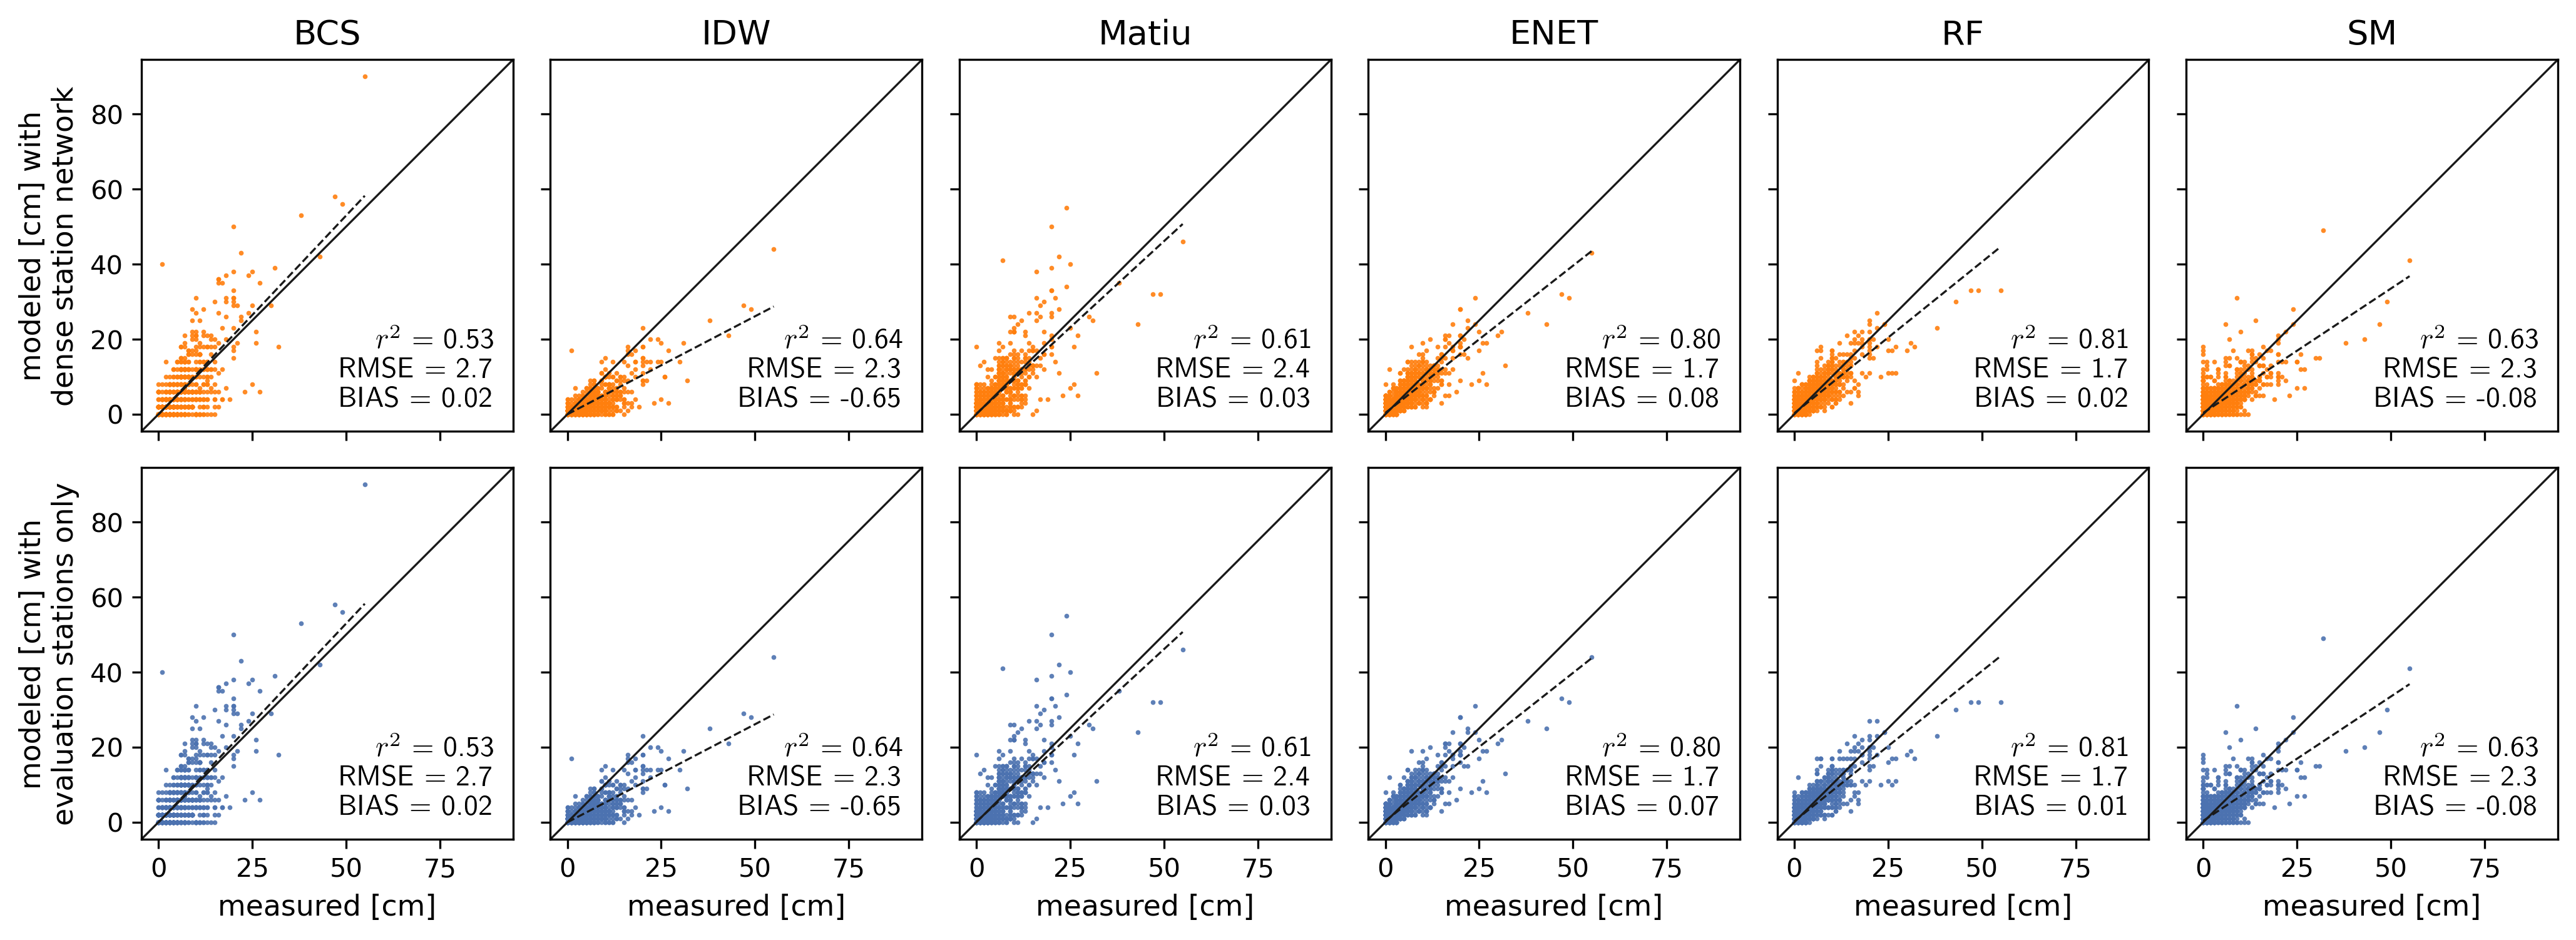 BCS
IDW
Matiu
ENET
RF
SM
modeled [cm] with
dense station network
80
60
40
20
0
r² = 0.53
RMSE = 2.7
BIAS = 0.02
r² = 0.64
RMSE = 2.3
BIAS = -0.65
r² = 0.61
RMSE = 2.4
BIAS = 0.03
r² = 0.80
RMSE = 1.7
BIAS = 0.08
r² = 0.81
RMSE = 1.7
BIAS = 0.02
r² = 0.63
RMSE = 2.3
BIAS = -0.08
modeled [cm] with
evaluation stations only
80
60
40
20
0
r² = 0.53
RMSE = 2.7
BIAS = 0.02
r² = 0.64
RMSE = 2.3
BIAS = -0.65
r² = 0.61
RMSE = 2.4
BIAS = 0.03
r² = 0.80
RMSE = 1.7
BIAS = 0.07
r² = 0.81
RMSE = 1.7
BIAS = 0.01
r² = 0.63
RMSE = 2.3
BIAS = -0.08
0 25 50 75
0 25 50 75
0 25 50 75
0 25 50 75
0 25 50 75
0 25 50 75
measured [cm]
measured [cm]
measured [cm]
measured [cm]
measured [cm]
measured [cm]